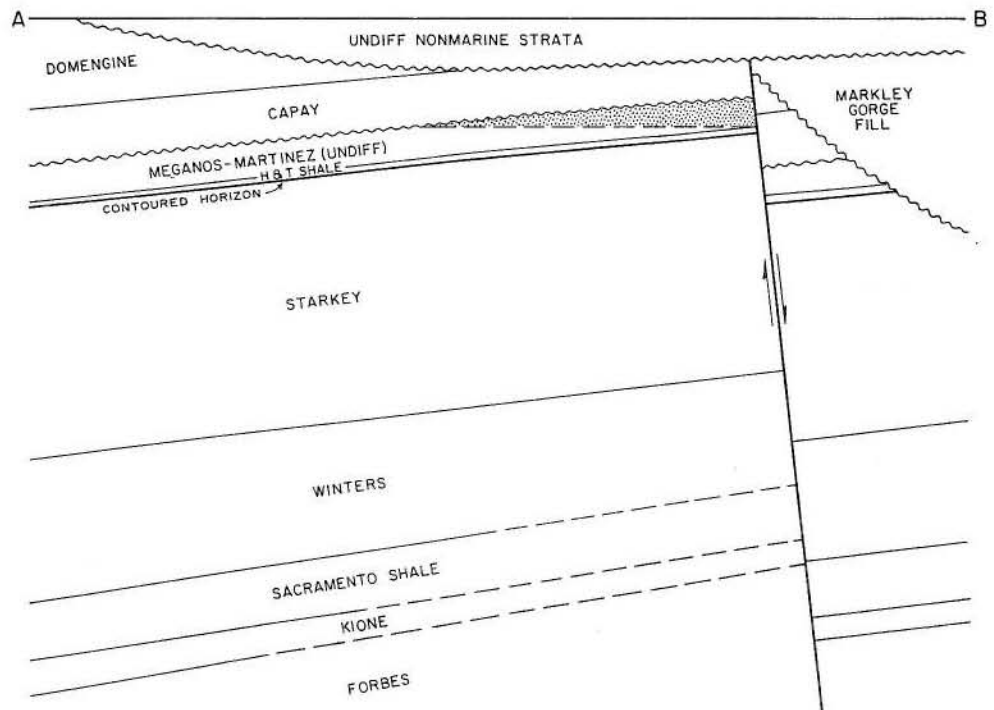 A
B
UNDIFF NONMARINE STRATA
DOMENGINE
MARKLEY
GORGE
FILL
CAPAY
MEGANOS-MARTINEZ (UNDIFF)
H&T SHALE
CONTOURED HORIZON
STARKEY
WINTERS
SACRAMENTO SHALE
KIONE
FORBES